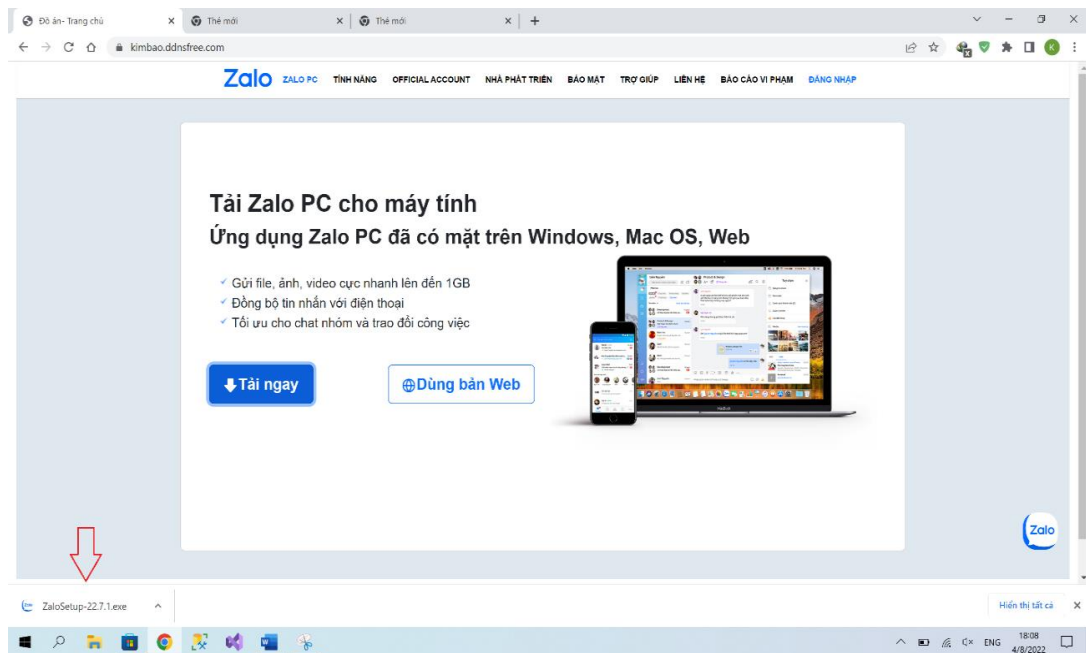 Đồ án- Trang chủ
Thẻ mới
Thẻ mới
kimbao.ddnsfree.com
K
Zalo ZALO PC TÍNH NĂNG OFFICIAL ACCOUNT NHÀ PHÁT TRIỂN BẢO MẬT TRỢ GIÚP LIÊN HỆ BÁO CÁO VI PHẠM ĐĂNG NHẬP
Tải Zalo PC cho máy tính
Ứng dụng Zalo PC đã có mặt trên Windows, Mac OS, Web
Gửi file, ảnh, video cực nhanh lên đến 1GB
Đồng bộ tin nhắn với điện thoại
Tối ưu cho chat nhóm và trao đổi công việc
Tải ngay
Dùng bản Web
Zalo
ZaloSetup-22.7.1.exe
Hiển thị tất cả
ENG
18:08
4/8/2022